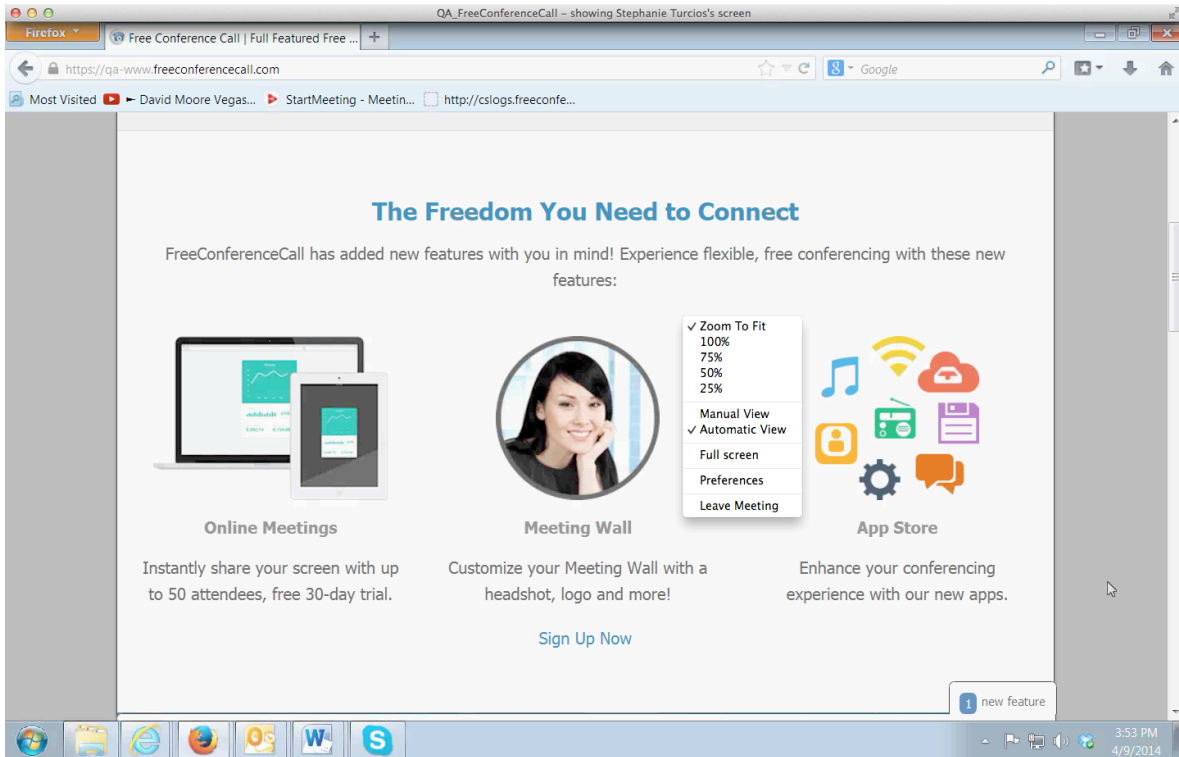 QA_FreeConferenceCall – showing Stephanie Turcios's screen
Firefox
Free Conference Call | Full Featured Free ...
https://qa-www.freeconferencecall.com
Google
Most Visited
David Moore Vegas...
StartMeeting - Meetin...
http://cslogs.freeconfe...
The Freedom You Need to Connect
FreeConferenceCall has added new features with you in mind! Experience flexible, free conferencing with these new
features:
Zoom To Fit
100%
75%
50%
25%
Manual View
Automatic View
Full screen
Preferences
Leave Meeting
Online Meetings
Instantly share your screen with up
to 50 attendees, free 30-day trial.
Meeting Wall
Customize your Meeting Wall with a
headshot, logo and more!
App Store
Enhance your conferencing
experience with our new apps.
Sign Up Now
1 new feature
3:53 PM
4/9/2014